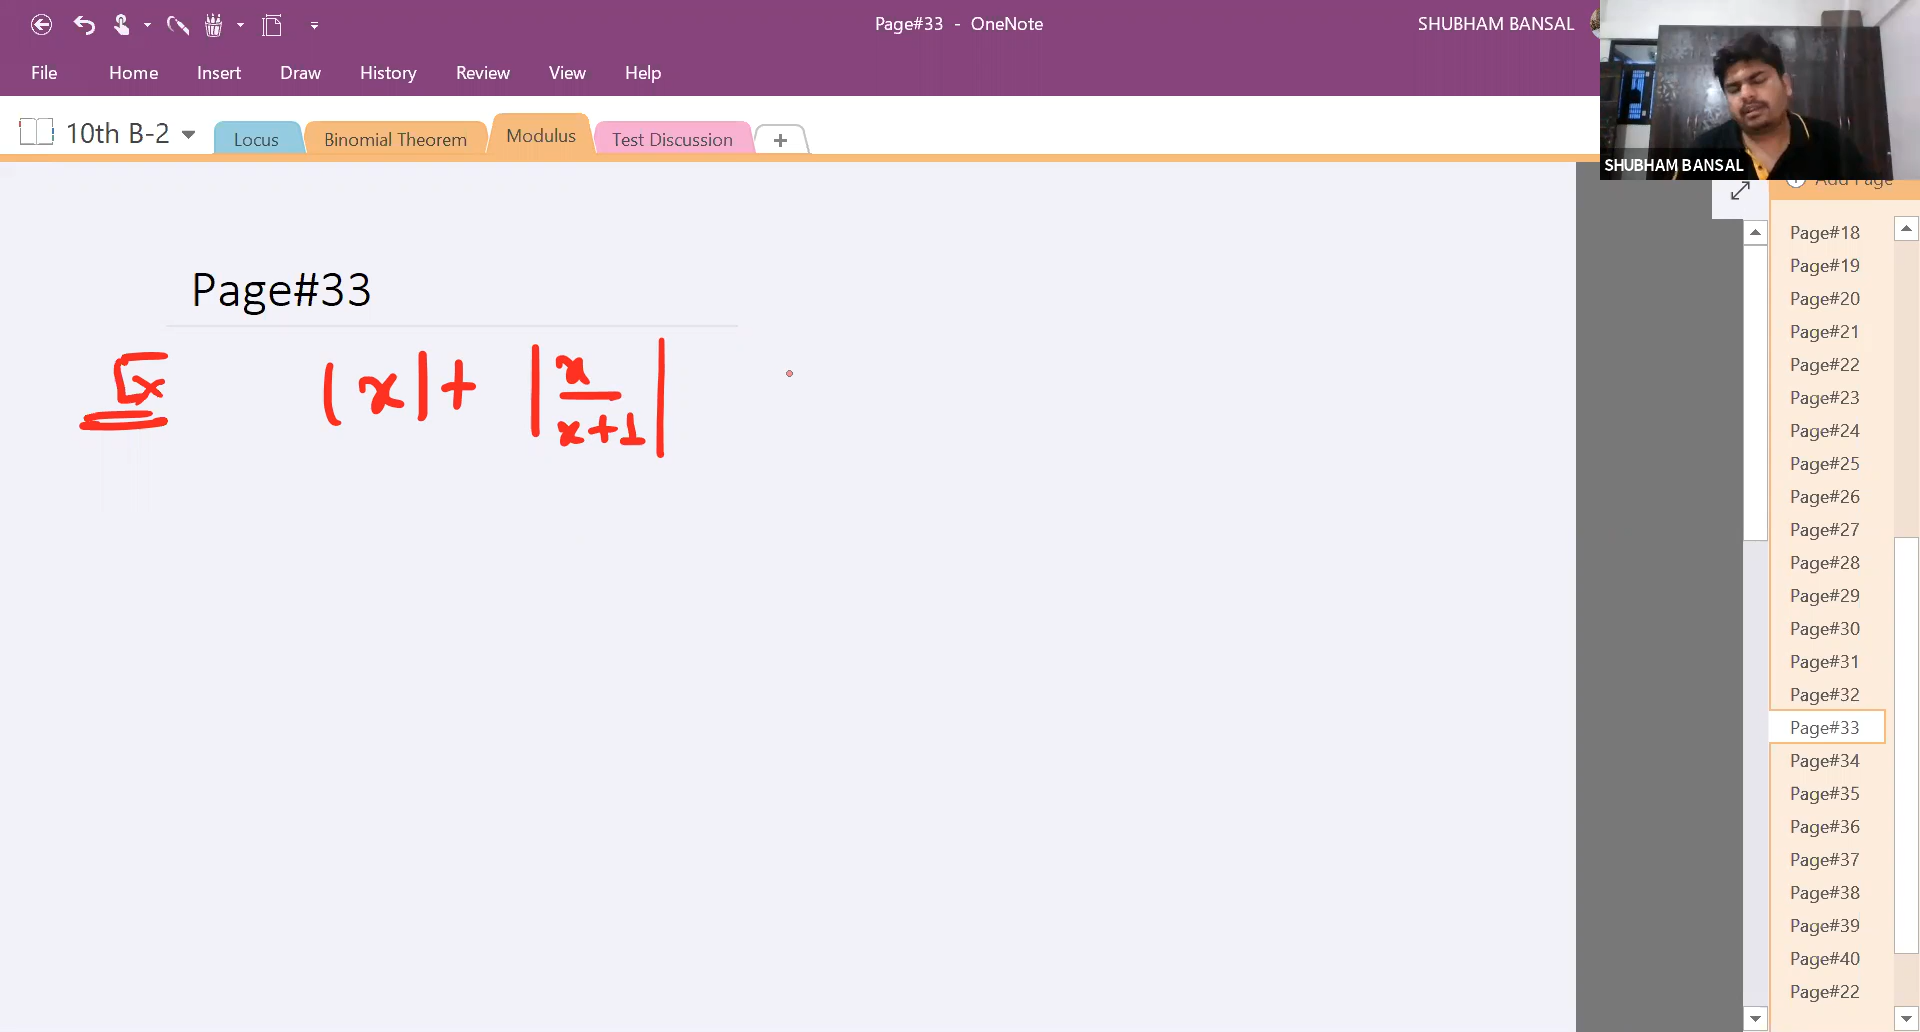 Page#33 - OneNote
SHUBHAM BANSAL
File Home Insert Draw History Review View Help
10th B-2
Locus Binomial Theorem Modulus Test Discussion +
SHUBHAM BANSAL
Add Page
Page#33
Ex |x| + |x/(x+1)|
Page#18
Page#19
Page#20
Page#21
Page#22
Page#23
Page#24
Page#25
Page#26
Page#27
Page#28
Page#29
Page#30
Page#31
Page#32
Page#33
Page#34
Page#35
Page#36
Page#37
Page#38
Page#39
Page#40
Page#22